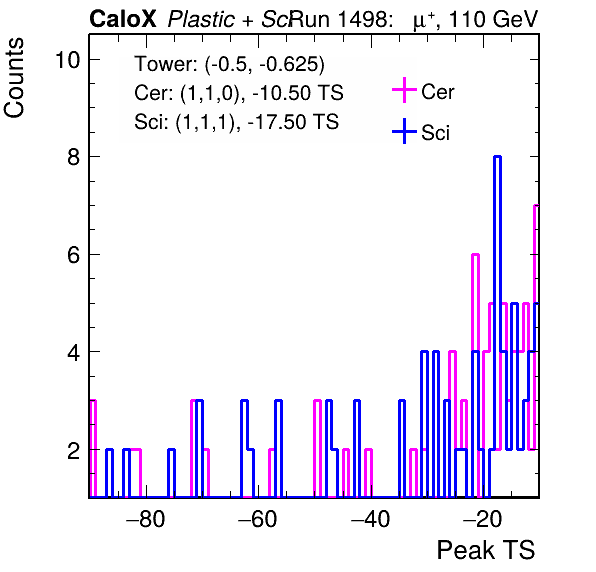 CaloX Plastic + Sci Run 1498: μ⁺, 110 GeV
Counts
10
8
6
4
2
Tower: (-0.5, -0.625)
Cer: (1,1,0), -10.50 TS
Sci: (1,1,1), -17.50 TS
Cer
Sci
−80 −60 −40 −20
Peak TS